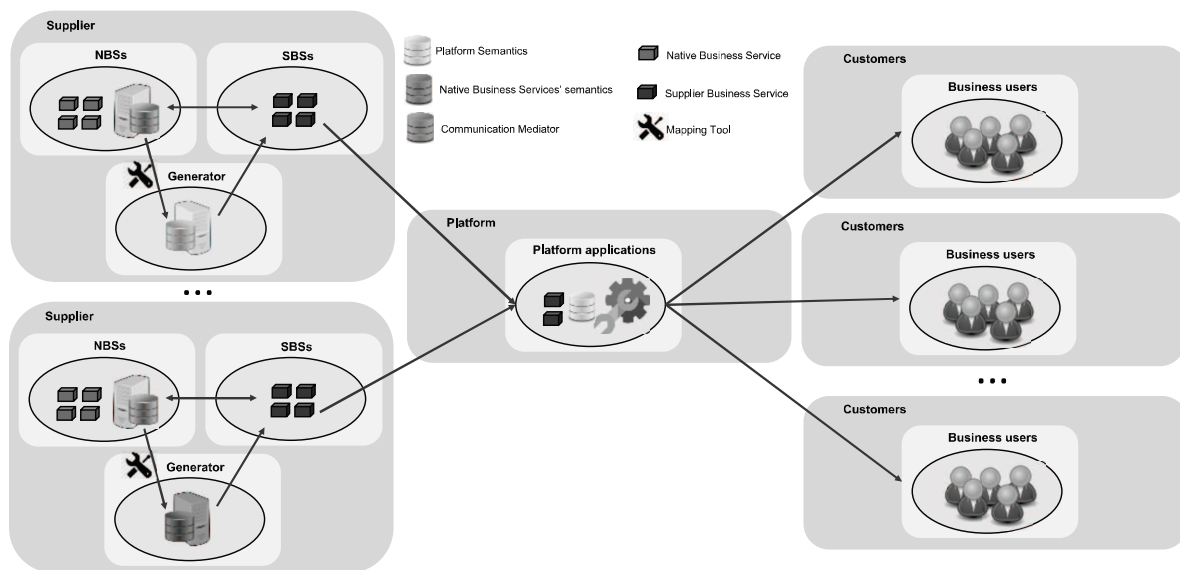 Supplier
NBSs
SBSs
Generator
...
Supplier
NBSs
SBSs
Generator
Platform Semantics
Native Business Services' semantics
Communication Mediator
Native Business Service
Supplier Business Service
Mapping Tool
Platform
Platform applications
Customers
Business users
Customers
Business users
...
Customers
Business users